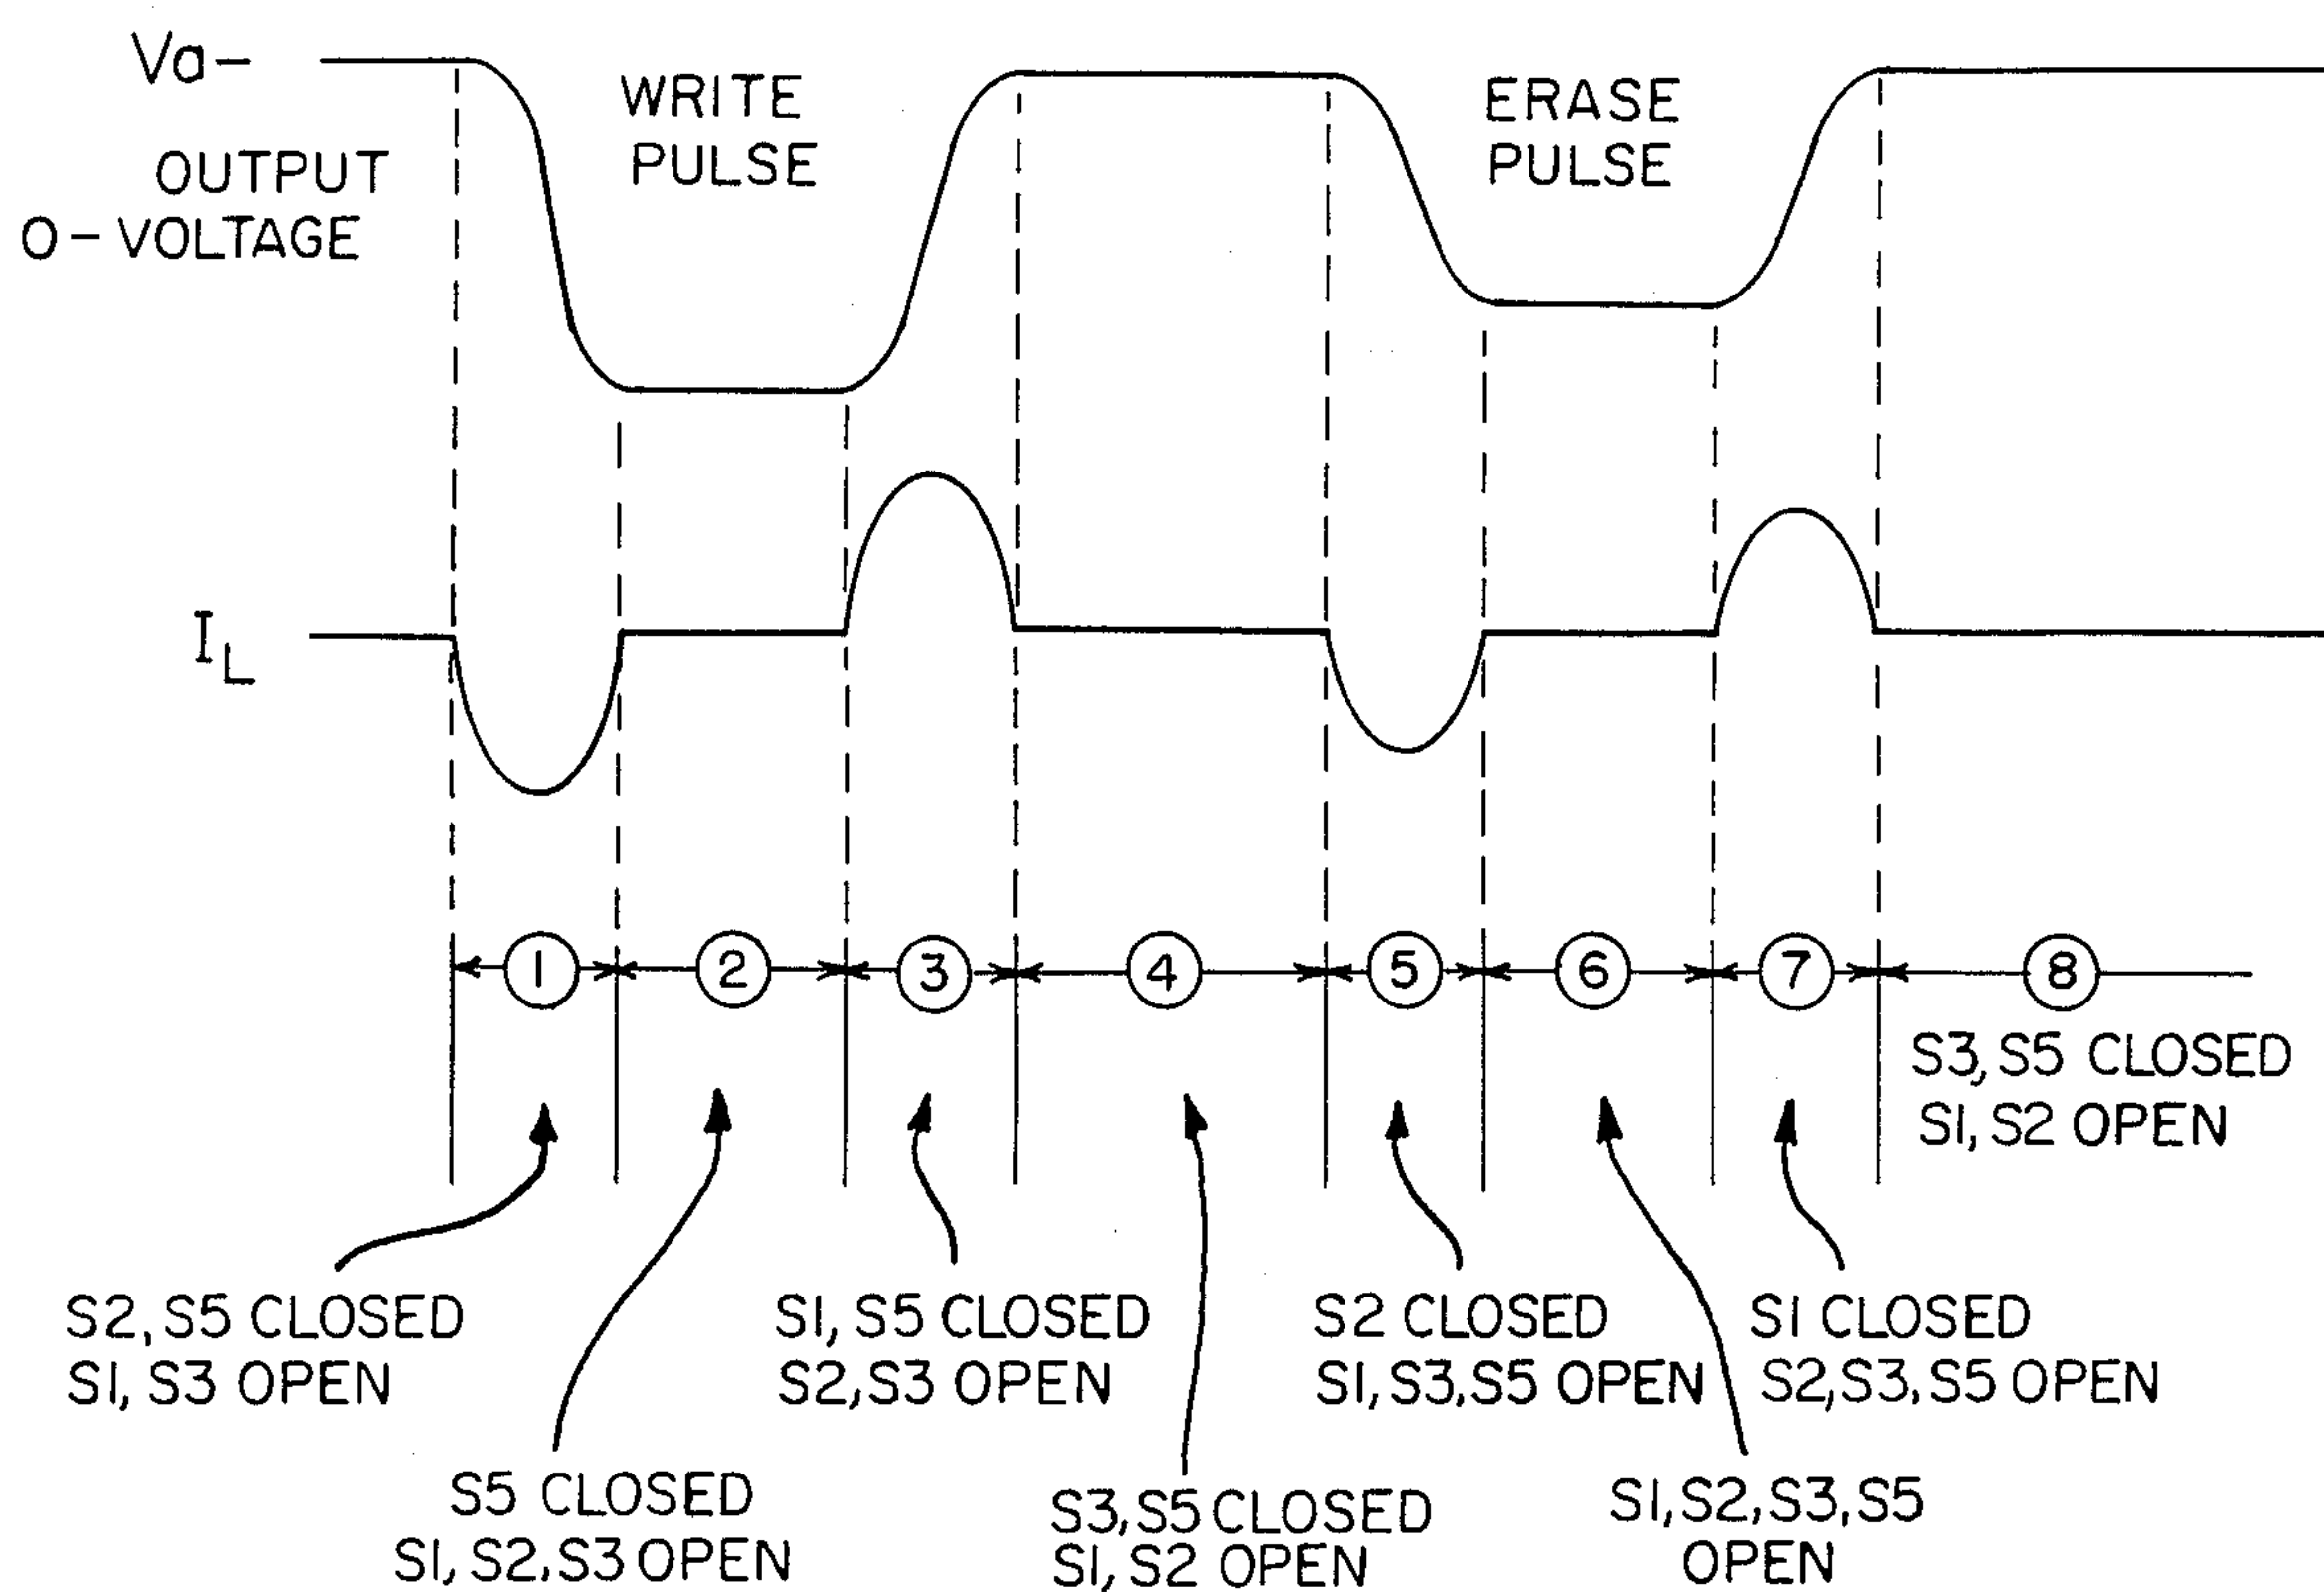 Va-
WRITE
PULSE
ERASE
PULSE
OUTPUT
0-VOLTAGE
IL
1 2 3 4 5 6 7 8
S3, S5 CLOSED
S1, S2 OPEN
S2, S5 CLOSED
S1, S3 OPEN
S1, S5 CLOSED
S2, S3 OPEN
S2 CLOSED
S1, S3, S5 OPEN
S1 CLOSED
S2, S3, S5 OPEN
S5 CLOSED
S1, S2, S3 OPEN
S3, S5 CLOSED
S1, S2 OPEN
S1, S2, S3, S5
OPEN